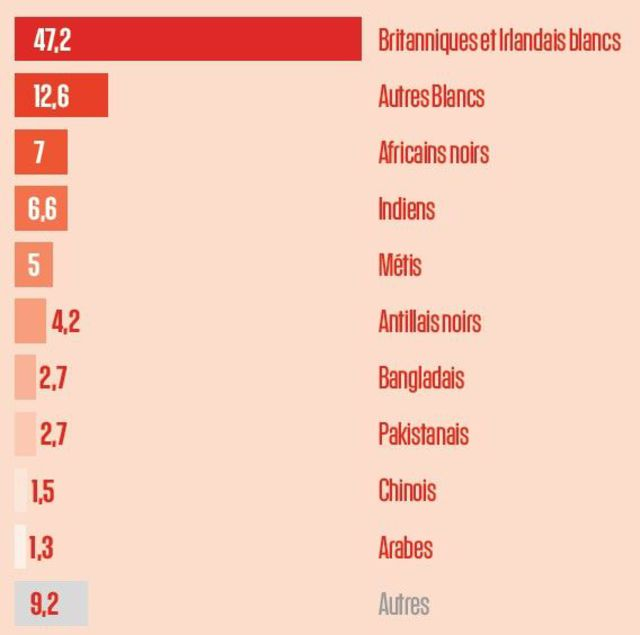 47,2 Britanniques et Irlandais blancs
12,6 Autres Blancs
7 Africains noirs
6,6 Indiens
5 Métis
4,2 Antillais noirs
2,7 Bangladais
2,7 Pakistanais
1,5 Chinois
1,3 Arabes
9,2 Autres